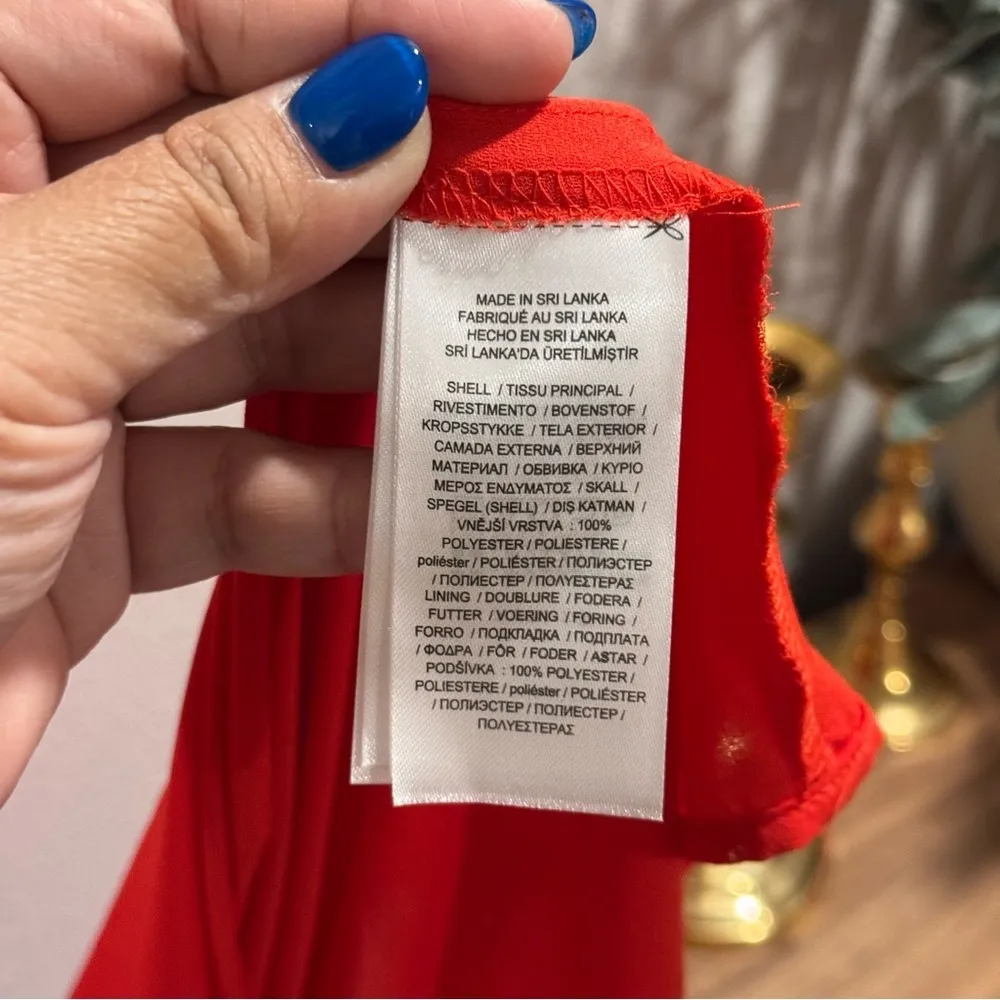 MADE IN SRI LANKA
FABRIQUÉ AU SRI LANKA
HECHO EN SRI LANKA
SRİ LANKA'DA ÜRETİLMİŞTİR
SHELL / TISSU PRINCIPAL /
RIVESTIMENTO / BOVENSTOF /
KROPSSTYKKE / TELA EXTERIOR /
CAMADA EXTERNA / ВЕРХНИЙ
МАТЕРИАЛ / ОБВИВКА / ΚΥΡΙΟ
ΜΕΡΟΣ ΕΝΔΥΜΑΤΟΣ / SKALL /
SPEGEL (SHELL) / DIŞ KATMAN /
VNĚJŠÍ VRSTVA : 100%
POLYESTER / POLIESTERE /
poliéster / POLIÉSTER / ПОЛИЭСТЕР
/ ПОЛИЕСТЕР / ΠΟΛΥΕΣΤΕΡΑΣ
LINING / DOUBLURE / FODERA /
FUTTER / VOERING / FORING /
FORRO / ПОДКЛАДКА / ПОДПЛАТА
/ ΦΟΔΡΑ / FÔR / FODER / ASTAR /
PODŠÍVKA : 100% POLYESTER /
POLIESTERE / poliéster / POLIÉSTER
/ ПОЛИЭСТЕР / ПОЛИЕСТЕР /
ΠΟΛΥΕΣΤΕΡΑΣ